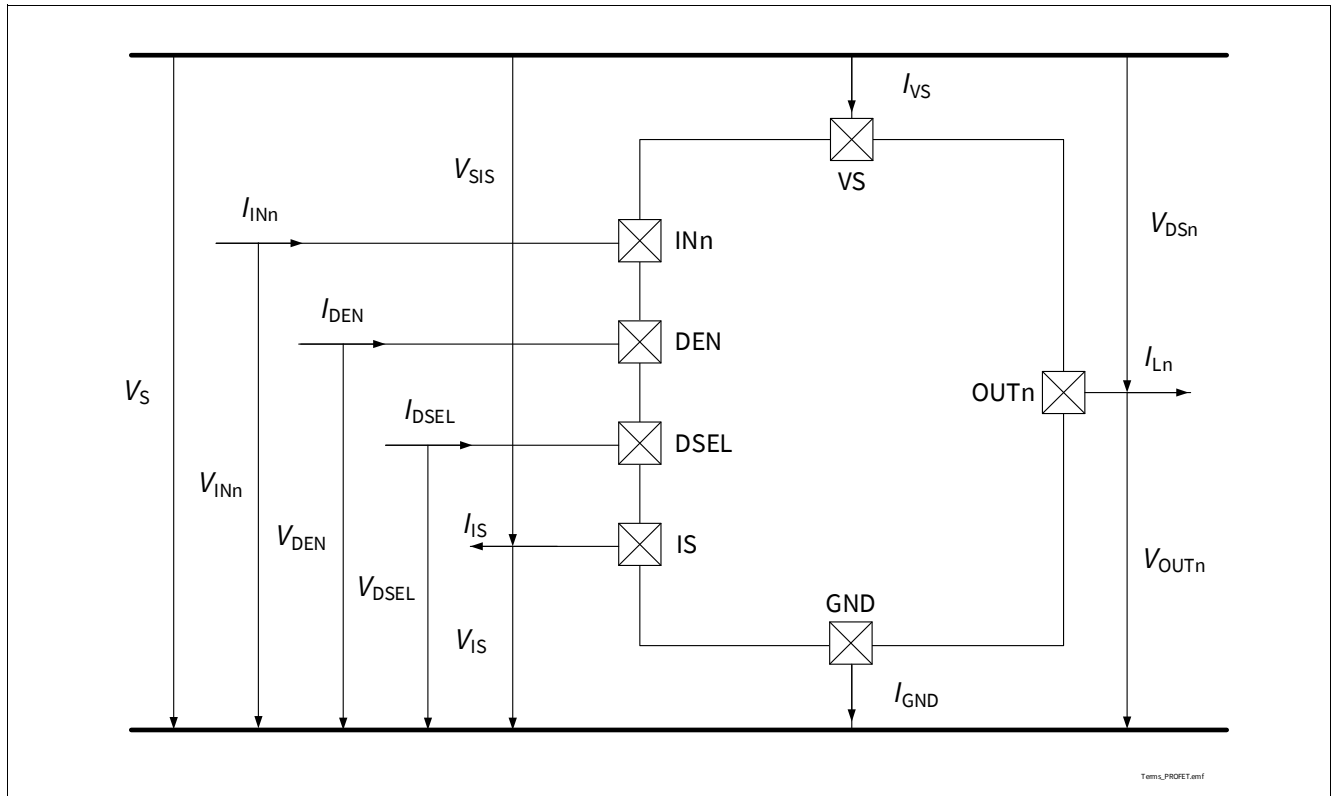 I_VS
VS
V_SIS
I_INn
INn
V_DSn
I_DEN
DEN
V_S
I_DSEL
DSEL
OUTn
I_Ln
V_INn
I_IS
IS
V_DEN
V_DSEL
V_IS
V_OUTn
GND
I_GND
Terms_PROFET.emf